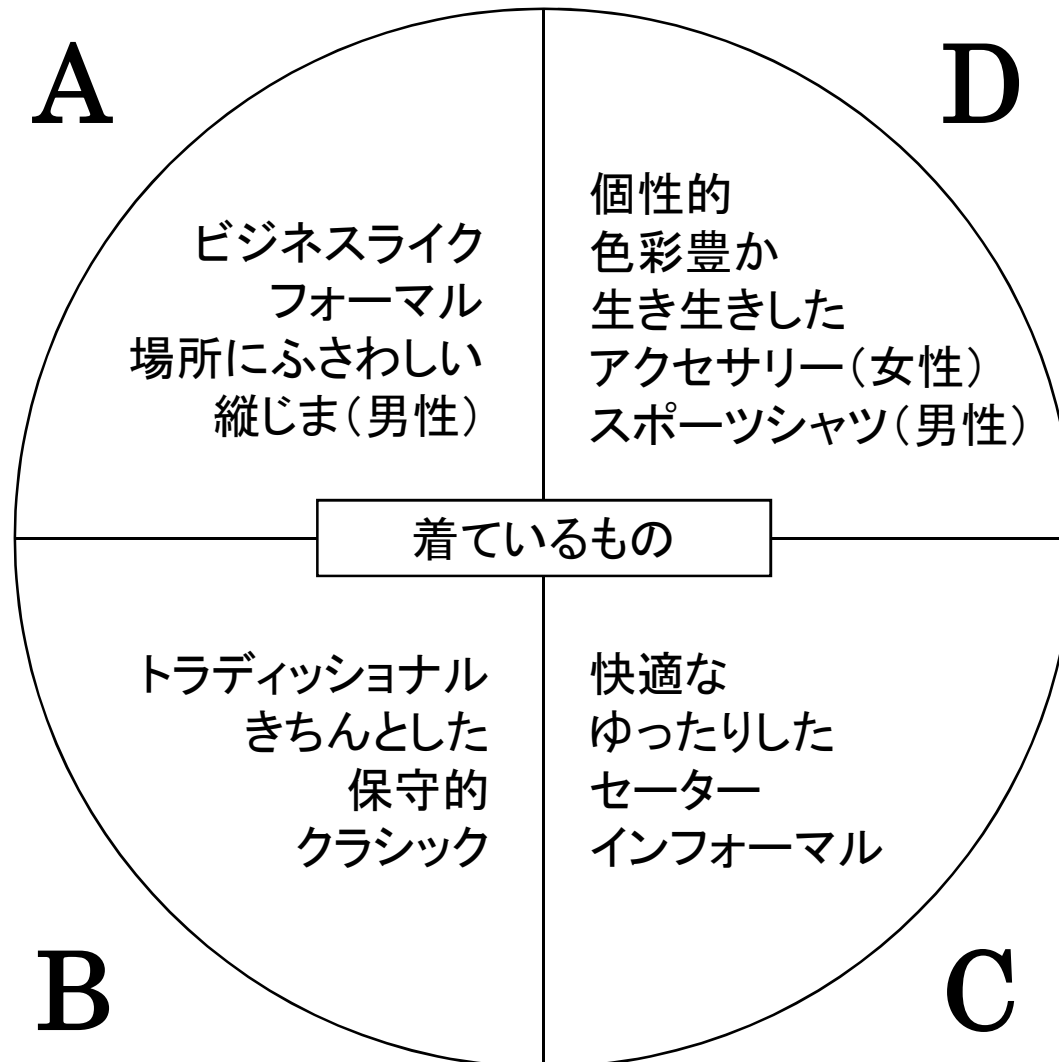 A
ビジネスライク
フォーマル
場所にふさわしい
縦じま（男性）
D
個性的
色彩豊か
生き生きした
アクセサリー（女性）
スポーツシャツ（男性）
着ているもの
トラディッショナル
きちんとした
保守的
クラシック
B
快適な
ゆったりした
セーター
インフォーマル
C